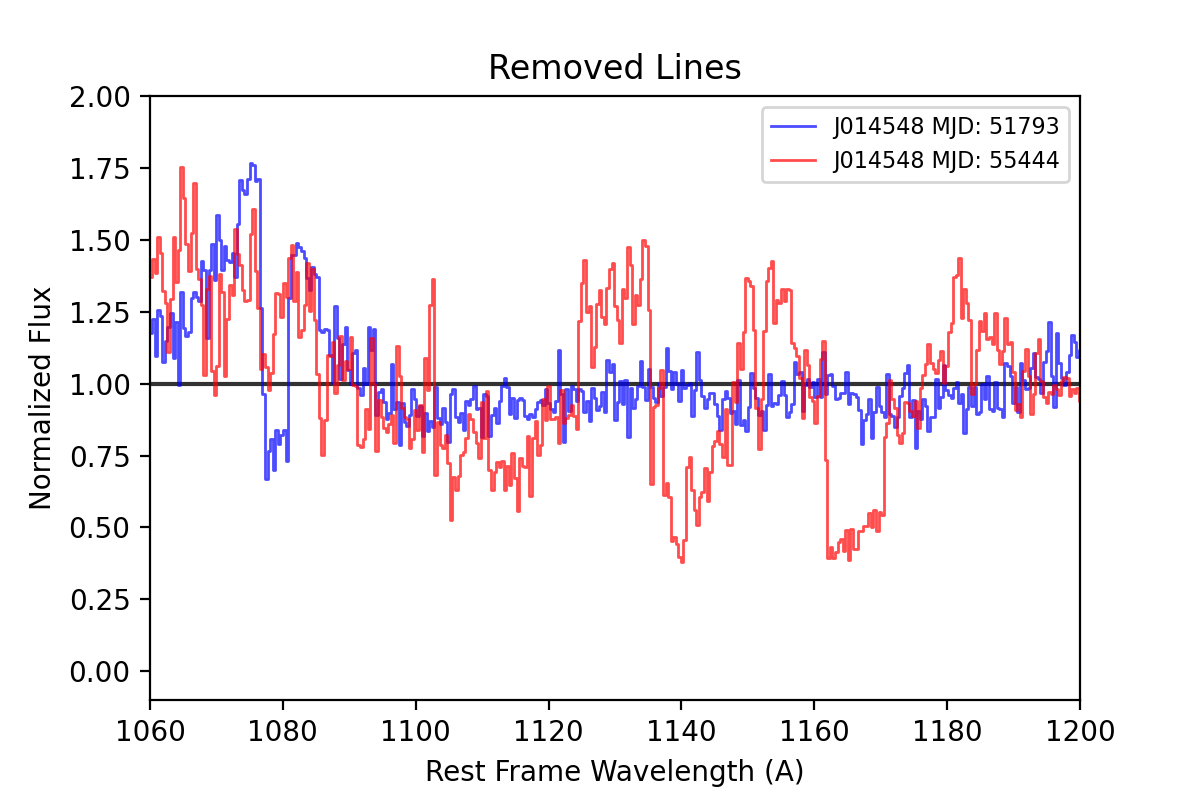 Removed Lines
J014548 MJD: 51793
J014548 MJD: 55444
Normalized Flux
2.00
1.75
1.50
1.25
1.00
0.75
0.50
0.25
0.00
1060 1080 1100 1120 1140 1160 1180 1200
Rest Frame Wavelength (A)